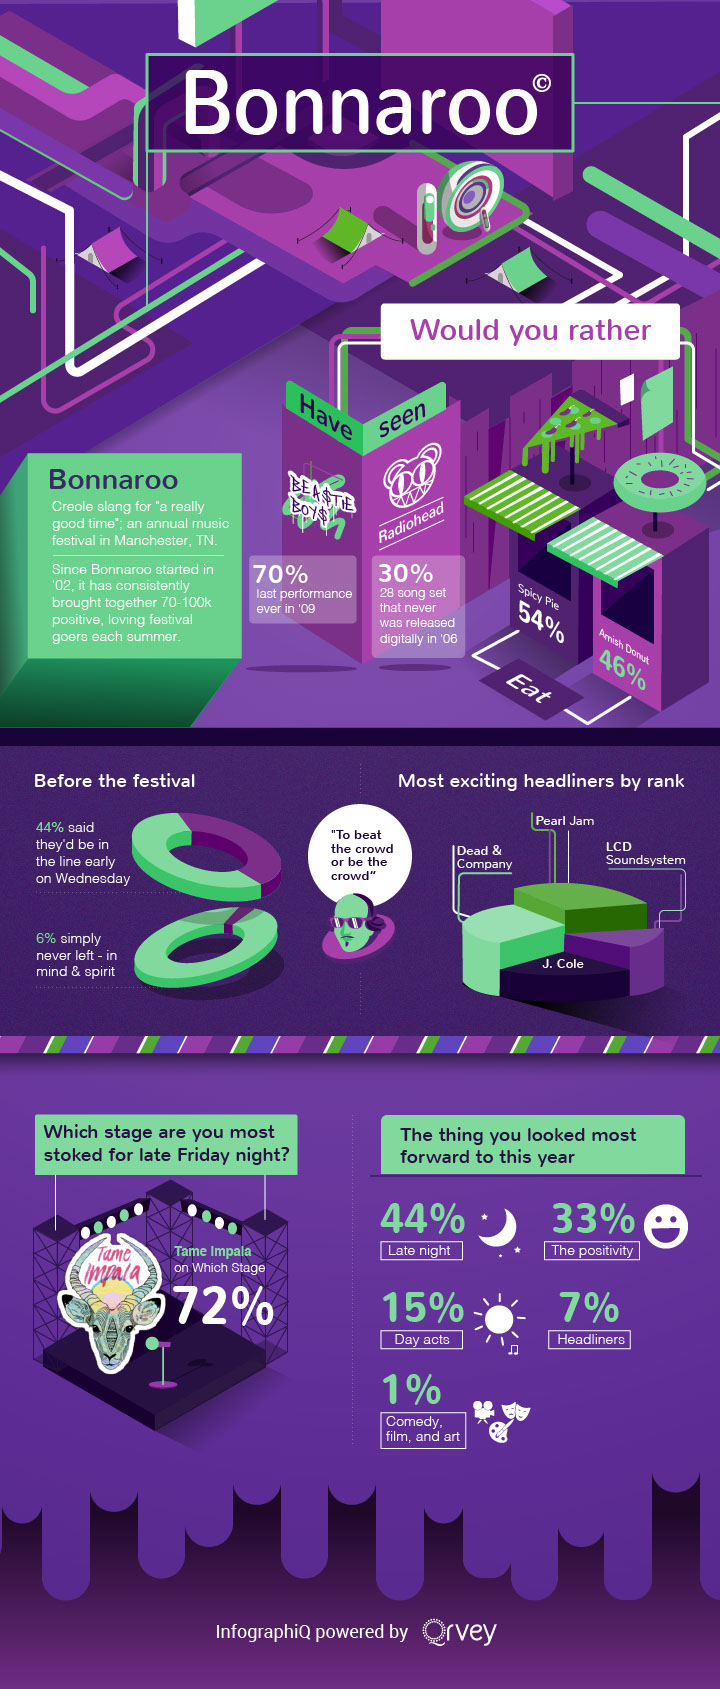 Bonnaroo©
Would you rather
Have seen
BEASTIE
BOYS!
Radiohead
70%
last performance
ever in '09
30%
28 song set
that never
was released
digitally in '06
Bonnaroo
Creole slang for "a really
good time"; an annual music
festival in Manchester, TN.
Since Bonnaroo started in
'02, it has consistently
brought together 70-100k
positive, loving festival
goers each summer.
Spicy Pie
54%
Amish Donut
46%
Eat
Before the festival
44% said
they'd be in
the line early
on Wednesday
6% simply
never left - in
mind & spirit
"To beat
the crowd
or be the
crowd"
Most exciting headliners by rank
Pearl Jam
Dead &
Company
LCD
Soundsystem
J. Cole
Which stage are you most
stoked for late Friday night?
Tame
Impala
Tame Impala
on Which Stage
72%
The thing you looked most
forward to this year
44%
Late night
33%
The positivity
15%
Day acts
7%
Headliners
1%
Comedy,
film, and art
InfographiQ powered by Qrvey